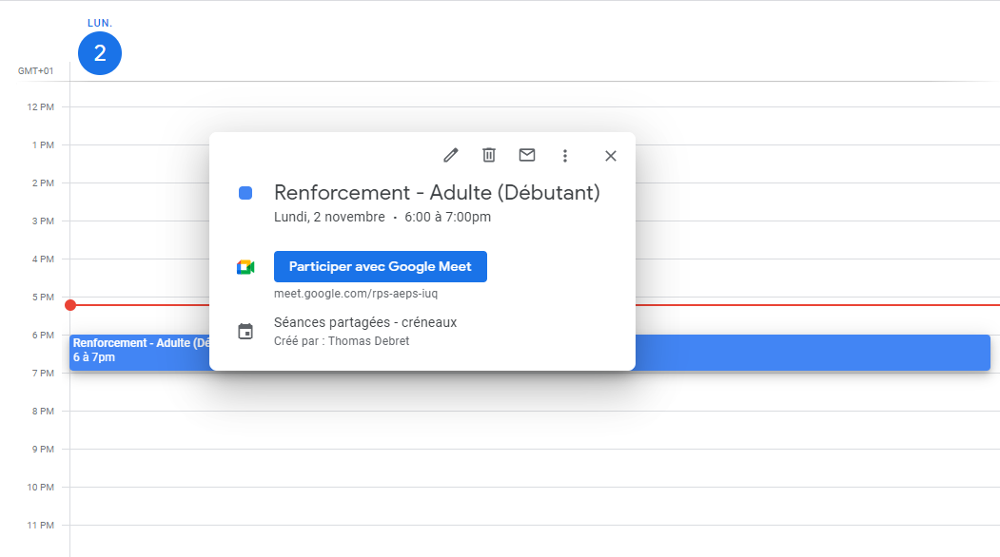 LUN.
2
GMT+01
12 PM
1 PM
2 PM
3 PM
4 PM
5 PM
6 PM
7 PM
8 PM
9 PM
10 PM
11 PM
Renforcement - Adulte (Débutant)
Lundi, 2 novembre • 6:00 à 7:00pm
Participer avec Google Meet
meet.google.com/rps-aeps-iuq
Séances partagées - créneaux
Créé par : Thomas Debret
Renforcement - Adulte (Dé
6 à 7pm